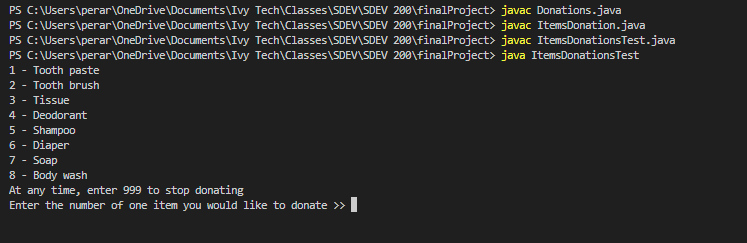 PS C:\Users\perar\OneDrive\Documents\Ivy Tech\Classes\SDEV\SDEV 200\finalProject> javac Donations.java
PS C:\Users\perar\OneDrive\Documents\Ivy Tech\Classes\SDEV\SDEV 200\finalProject> javac ItemsDonation.java
PS C:\Users\perar\OneDrive\Documents\Ivy Tech\Classes\SDEV\SDEV 200\finalProject> javac ItemsDonationsTest.java
PS C:\Users\perar\OneDrive\Documents\Ivy Tech\Classes\SDEV\SDEV 200\finalProject> java ItemsDonationsTest
1 - Tooth paste
2 - Tooth brush
3 - Tissue
4 - Deodorant
5 - Shampoo
6 - Diaper
7 - Soap
8 - Body wash
At any time, enter 999 to stop donating
Enter the number of one item you would like to donate >>